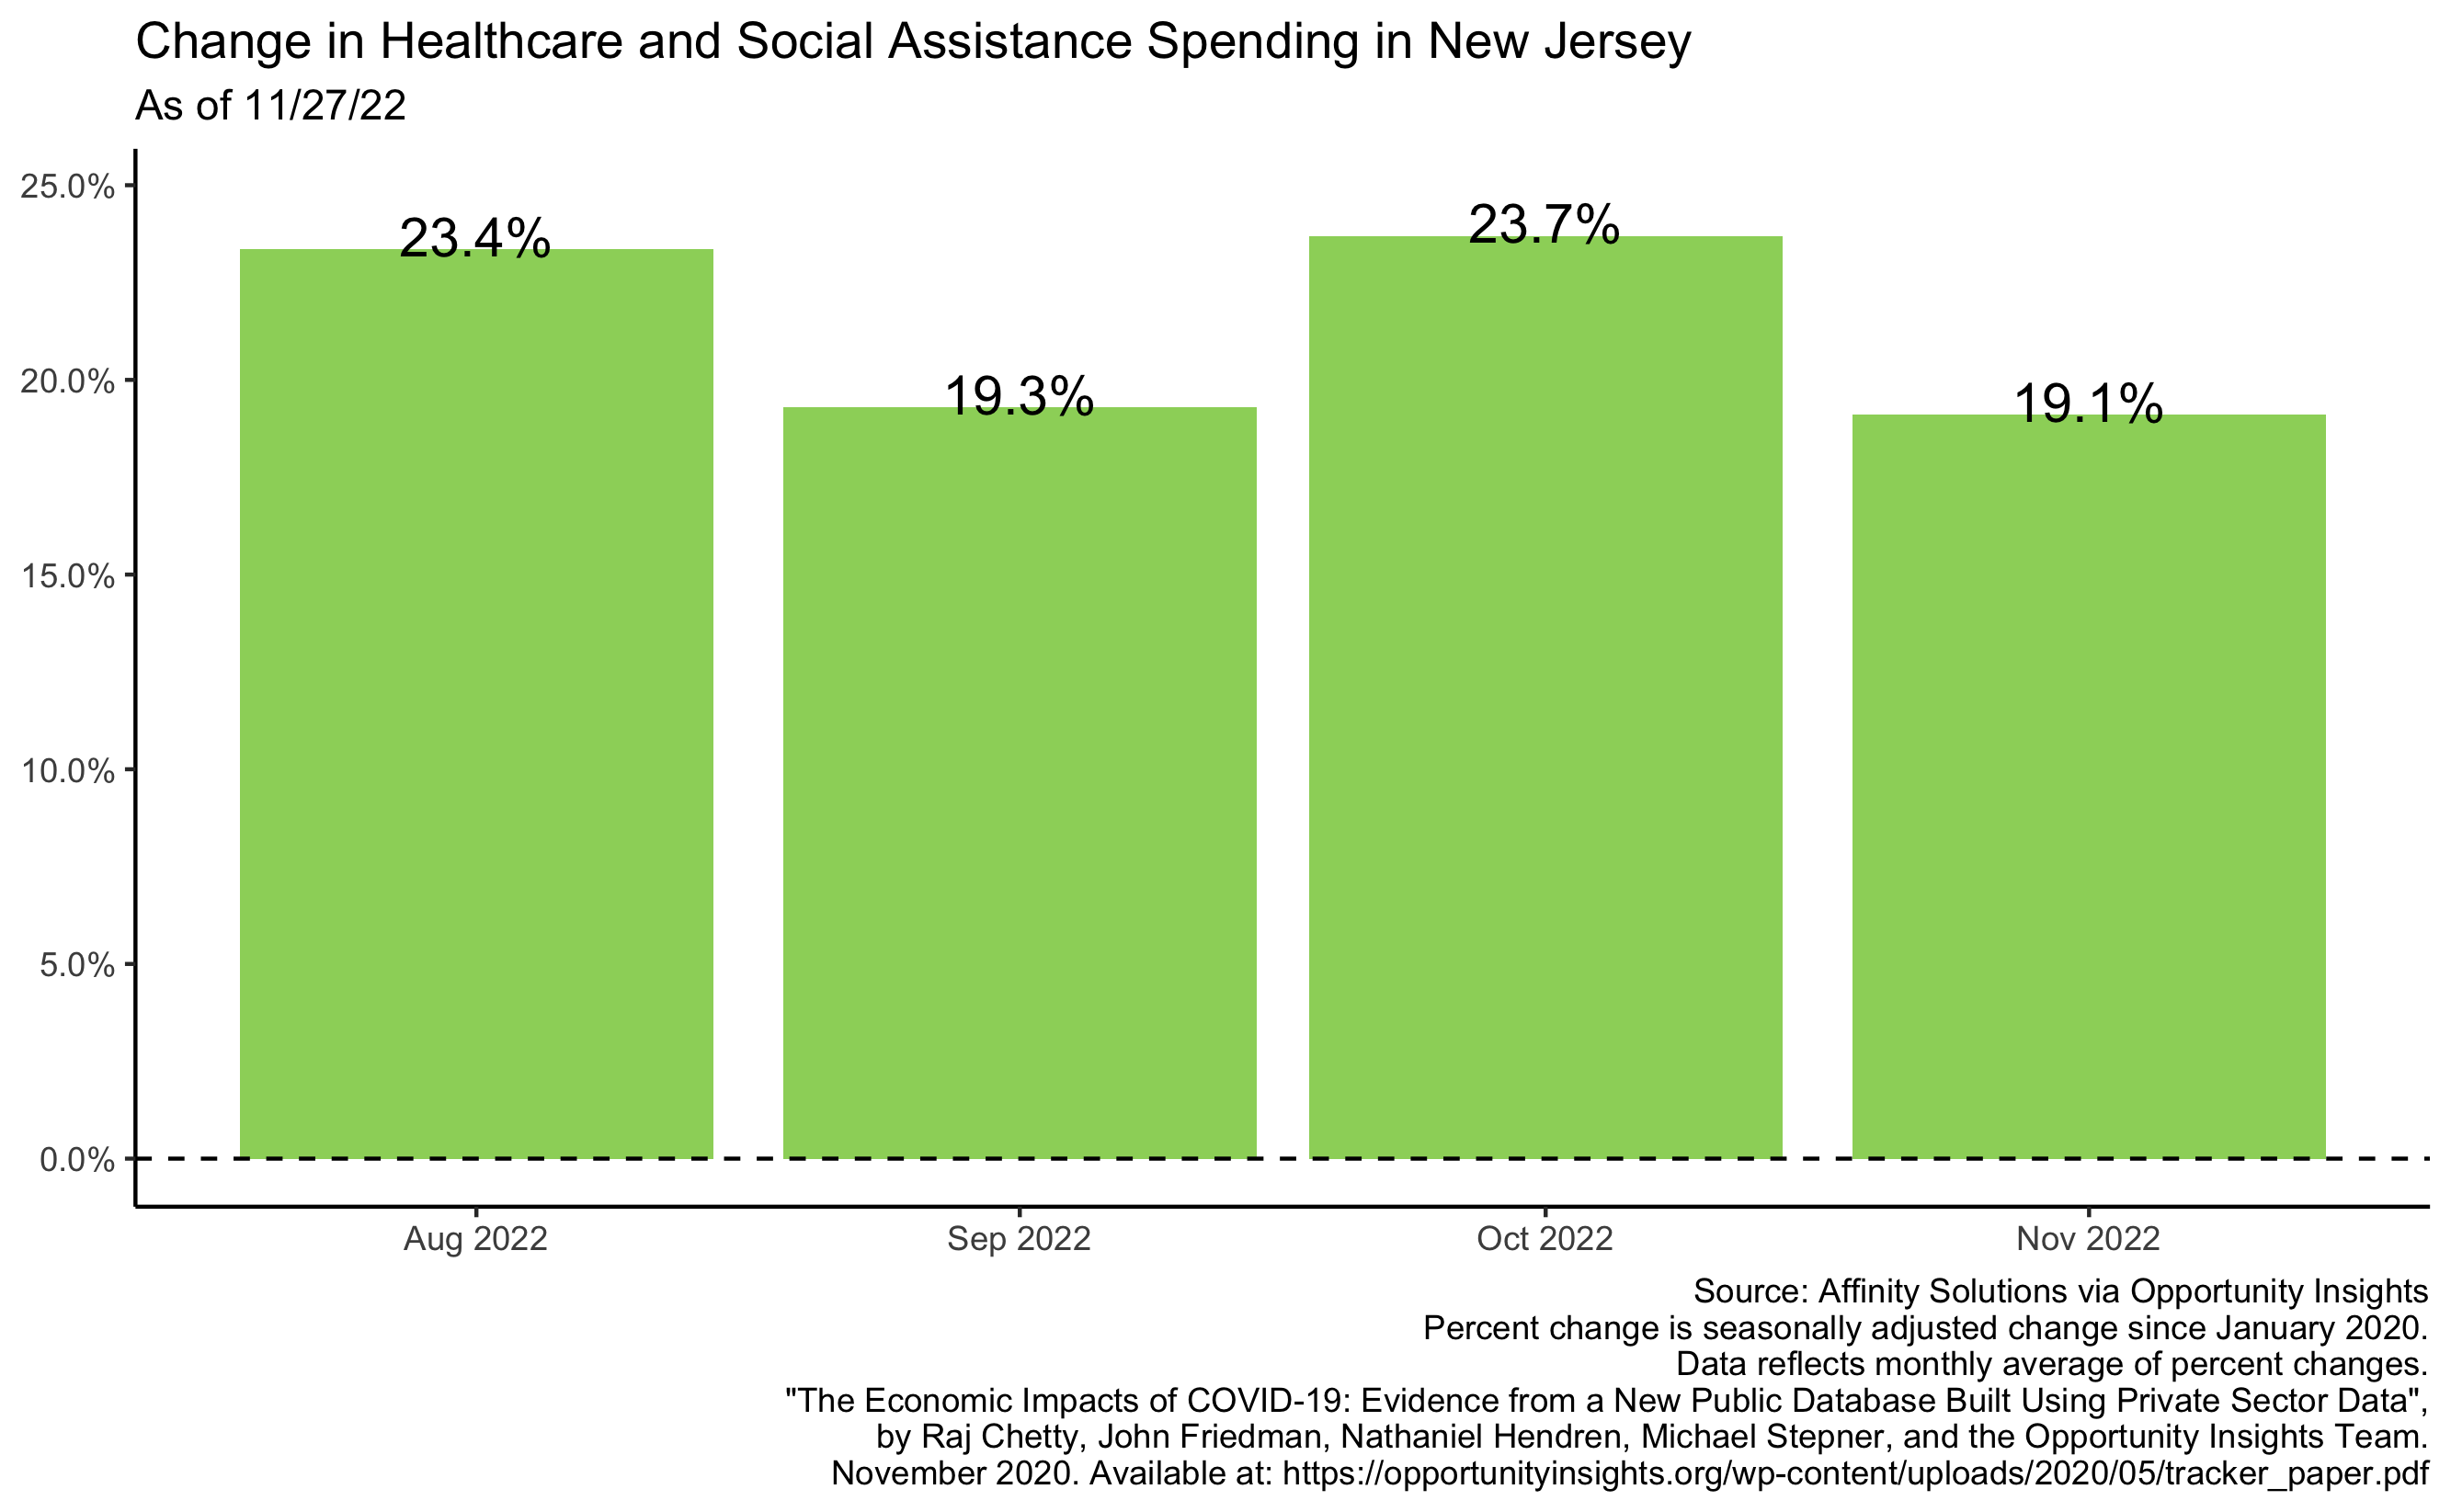 Change in Healthcare and Social Assistance Spending in New Jersey
As of 11/27/22
25.0%
20.0%
15.0%
10.0%
5.0%
0.0%
23.4%
19.3%
23.7%
19.1%
Aug 2022
Sep 2022
Oct 2022
Nov 2022
Source: Affinity Solutions via Opportunity Insights
Percent change is seasonally adjusted change since January 2020.
Data reflects monthly average of percent changes.
"The Economic Impacts of COVID-19: Evidence from a New Public Database Built Using Private Sector Data",
by Raj Chetty, John Friedman, Nathaniel Hendren, Michael Stepner, and the Opportunity Insights Team.
November 2020. Available at: https://opportunityinsights.org/wp-content/uploads/2020/05/tracker_paper.pdf